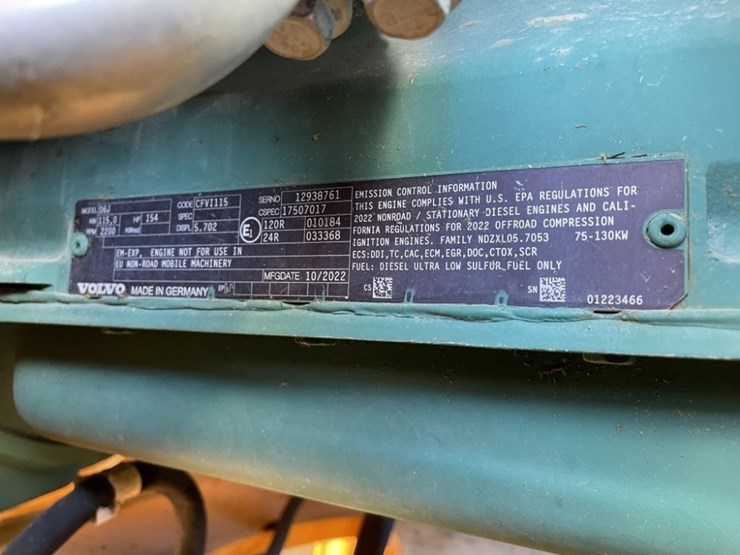 MODEL D6J CODE CFVI115 SERNO 12938761
KW 115,0 HP 154 SPEC CSPEC 17507017
RPM 2200 DISPL 5.702 E1 120R 010184
24R 033368
EM-EXP, ENGINE NOT FOR USE IN
EU NON-ROAD MOBILE MACHINERY
MFGDATE 10/2022
VOLVO MADE IN GERMANY
EMISSION CONTROL INFORMATION
THIS ENGINE COMPLIES WITH U.S. EPA REGULATIONS FOR
2022 NONROAD / STATIONARY DIESEL ENGINES AND CALI-
FORNIA REGULATIONS FOR 2022 OFFROAD COMPRESSION
IGNITION ENGINES. FAMILY NDZXL05.7053 75-130KW
ECS:DDI,TC,CAC,ECM,EGR,DOC,CTOX,SCR
FUEL: DIESEL ULTRA LOW SULFUR FUEL ONLY
CS SN 01223466